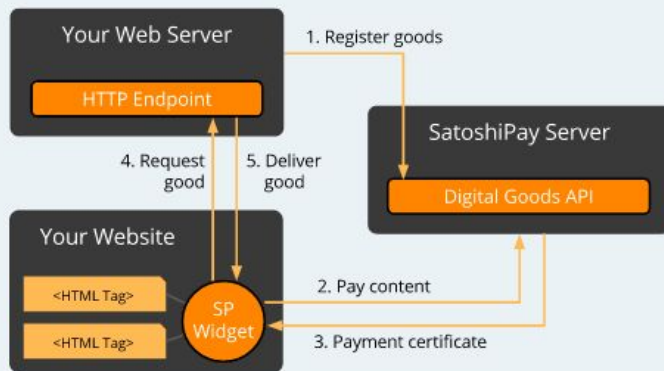 Your Web Server
HTTP Endpoint
1. Register goods
SatoshiPay Server
Digital Goods API
4. Request
good
5. Deliver
good
Your Website
<HTML Tag>
<HTML Tag>
SP
Widget
2. Pay content
3. Payment certificate